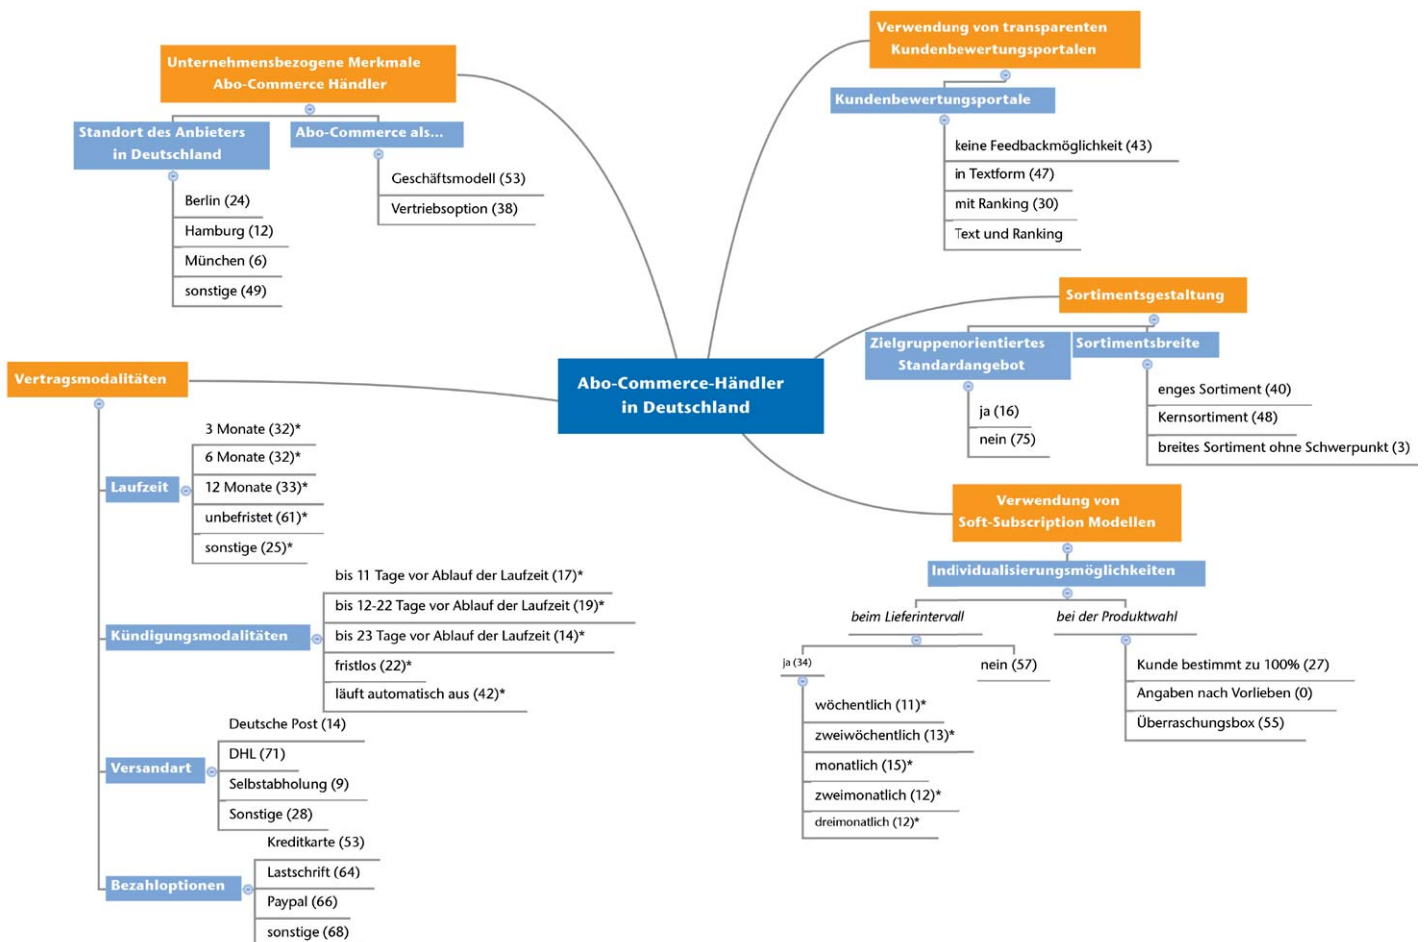 Unternehmensbezogene Merkmale
Abo-Commerce Händler
Standort des Anbieters
in Deutschland
Berlin (24)
Hamburg (12)
München (6)
sonstige (49)
Abo-Commerce als...
Geschäftsmodell (53)
Vertriebsoption (38)
Verwendung von transparenten
Kundenbewertungsportalen
Kundenbewertungsportale
keine Feedbackmöglichkeit (43)
in Textform (47)
mit Ranking (30)
Text und Ranking
Sortimentsgestaltung
Zielgruppenorientiertes
Standardangebot
ja (16)
nein (75)
Sortimentsbreite
enges Sortiment (40)
Kernsortiment (48)
breites Sortiment ohne Schwerpunkt (3)
Abo-Commerce-Händler
in Deutschland
Vertragsmodalitäten
Laufzeit
3 Monate (32)*
6 Monate (32)*
12 Monate (33)*
unbefristet (61)*
sonstige (25)*
Kündigungsmodalitäten
bis 11 Tage vor Ablauf der Laufzeit (17)*
bis 12-22 Tage vor Ablauf der Laufzeit (19)*
bis 23 Tage vor Ablauf der Laufzeit (14)*
fristlos (22)*
läuft automatisch aus (42)*
Versandart
Deutsche Post (14)
DHL (71)
Selbstabholung (9)
Sonstige (28)
Bezahloptionen
Kreditkarte (53)
Lastschrift (64)
Paypal (66)
sonstige (68)
Verwendung von
Soft-Subscription Modellen
Individualisierungsmöglichkeiten
beim Lieferintervall
ja (34)
wöchentlich (11)*
zweiwöchentlich (13)*
monatlich (15)*
zweimonatlich (12)*
dreimonatlich (12)*
nein (57)
bei der Produktwahl
Kunde bestimmt zu 100% (27)
Angaben nach Vorlieben (0)
Überraschungsbox (55)